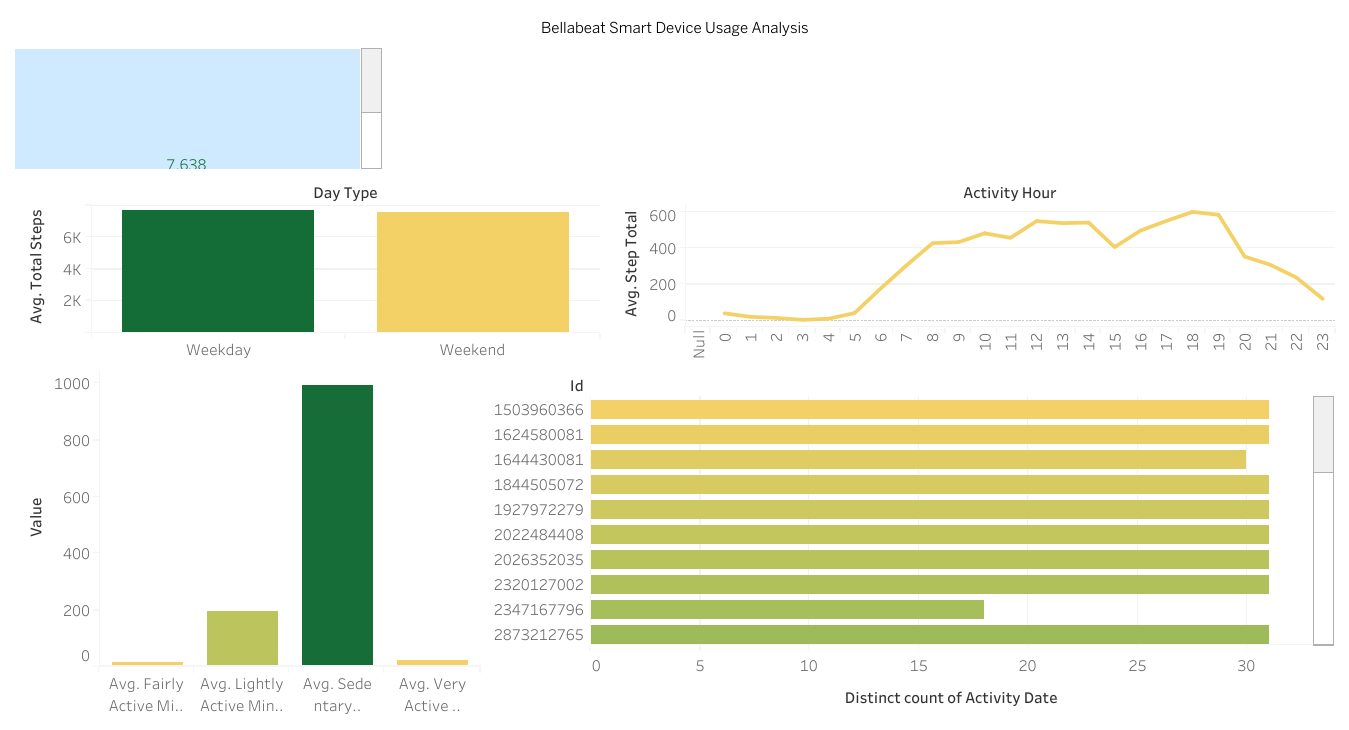 Bellabeat Smart Device Usage Analysis
7,638
Day Type
Avg. Total Steps
6K
4K
2K
Weekday
Weekend
Activity Hour
Avg. Step Total
600
400
200
0
Null
0
1
2
3
4
5
6
7
8
9
10
11
12
13
14
15
16
17
18
19
20
21
22
23
Value
1000
800
600
400
200
0
Avg. Fairly
Active Mi..
Avg. Lightly
Active Min..
Avg. Sede
ntary..
Avg. Very
Active ..
Id
1503960366
1624580081
1644430081
1844505072
1927972279
2022484408
2026352035
2320127002
2347167796
2873212765
0
5
10
15
20
25
30
Distinct count of Activity Date